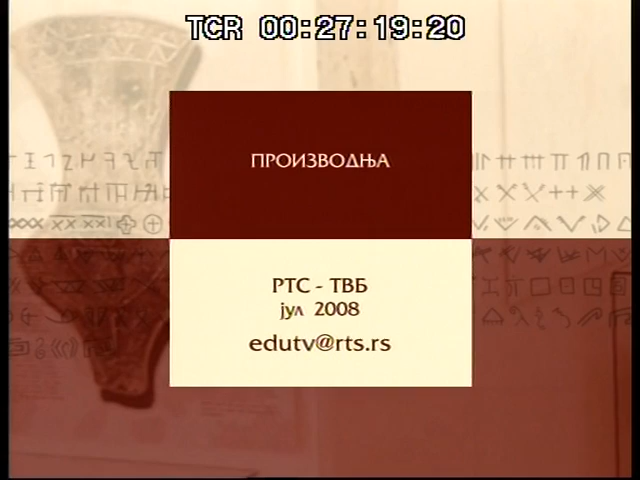 TCR 00:27:19:20
ПРОИЗВОДЊА
РТС - ТВБ
јул 2008
edutv@rts.rs